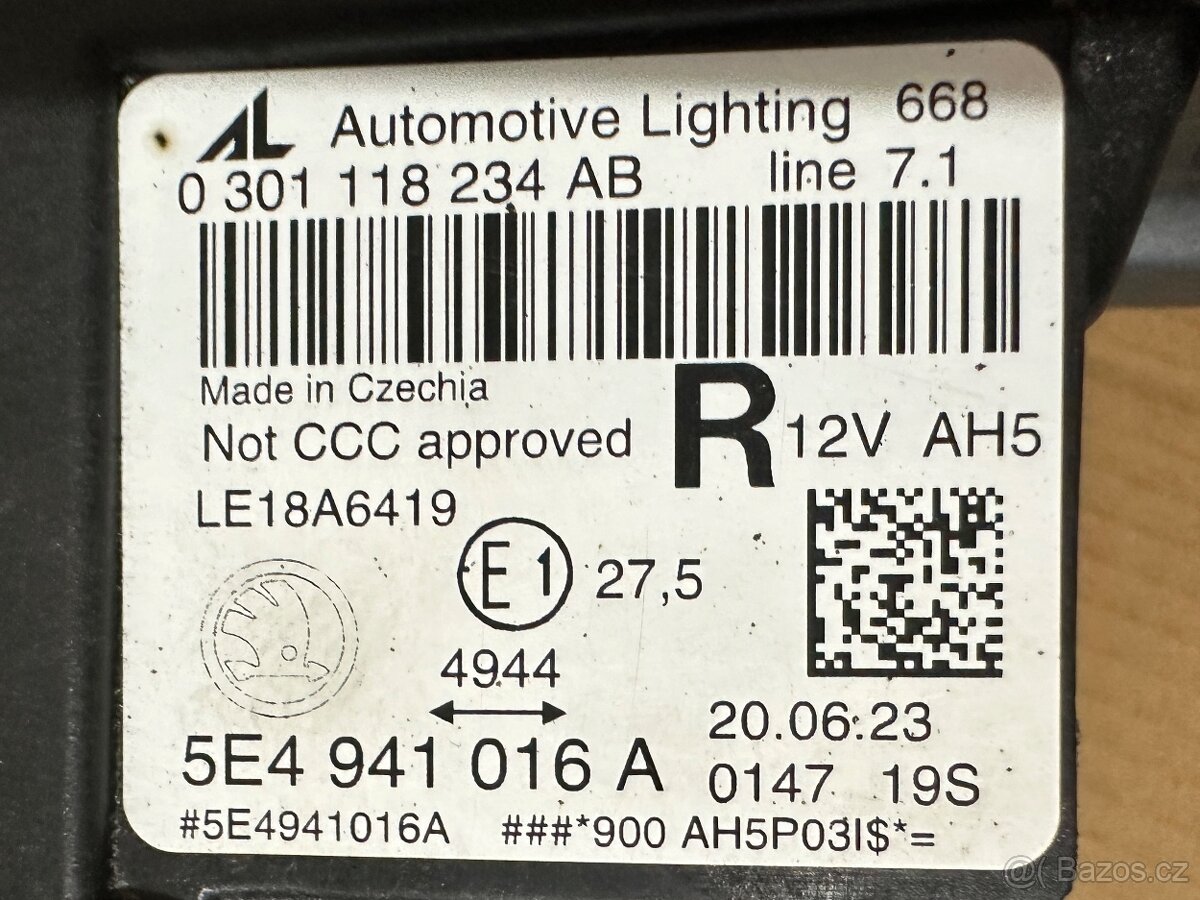 AL Automotive Lighting 668
0 301 118 234 AB line 7.1
Made in Czechia
Not CCC approved R 12V AH5
LE18A6419
E1 27,5
4944
20.06.23
5E4 941 016 A 0147 19S
#5E4941016A ###*900 AH5P03I$*=
@( Bazos.cz